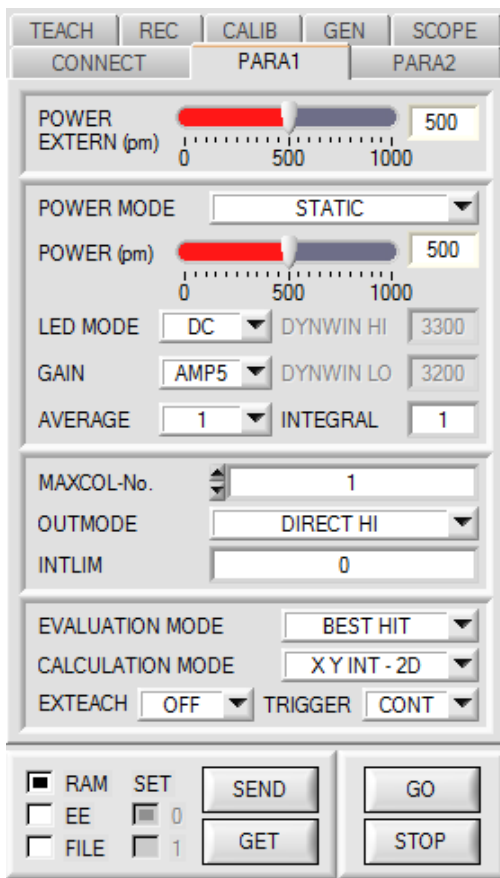 TEACH REC CALIB GEN SCOPE
CONNECT PARA1 PARA2
POWER
EXTERN (pm) 500
0 500 1000
POWER MODE STATIC
POWER (pm) 500
0 500 1000
LED MODE DC DYNWIN HI 3300
GAIN AMP5 DYNWIN LO 3200
AVERAGE 1 INTEGRAL 1
MAXCOL-No. 1
OUTMODE DIRECT HI
INTLIM 0
EVALUATION MODE BEST HIT
CALCULATION MODE X Y INT - 2D
EXTEACH OFF TRIGGER CONT
RAM SET SEND GO
EE 0
FILE 1 GET STOP